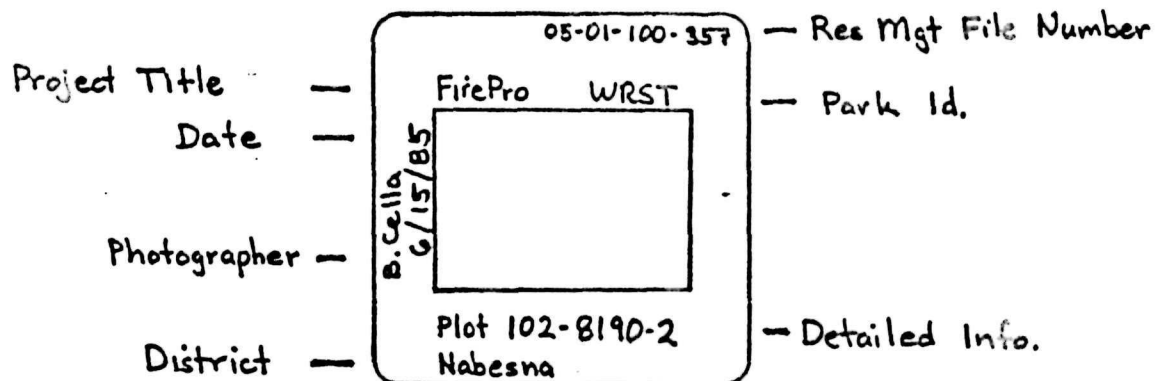 05-01-100-357 — Res Mgt File Number
Project Title — FirePro WRST — Park Id.
Date —
B. Cella
6/15/85
Photographer —
Plot 102-8190-2 — Detailed Info.
District — Nabesna